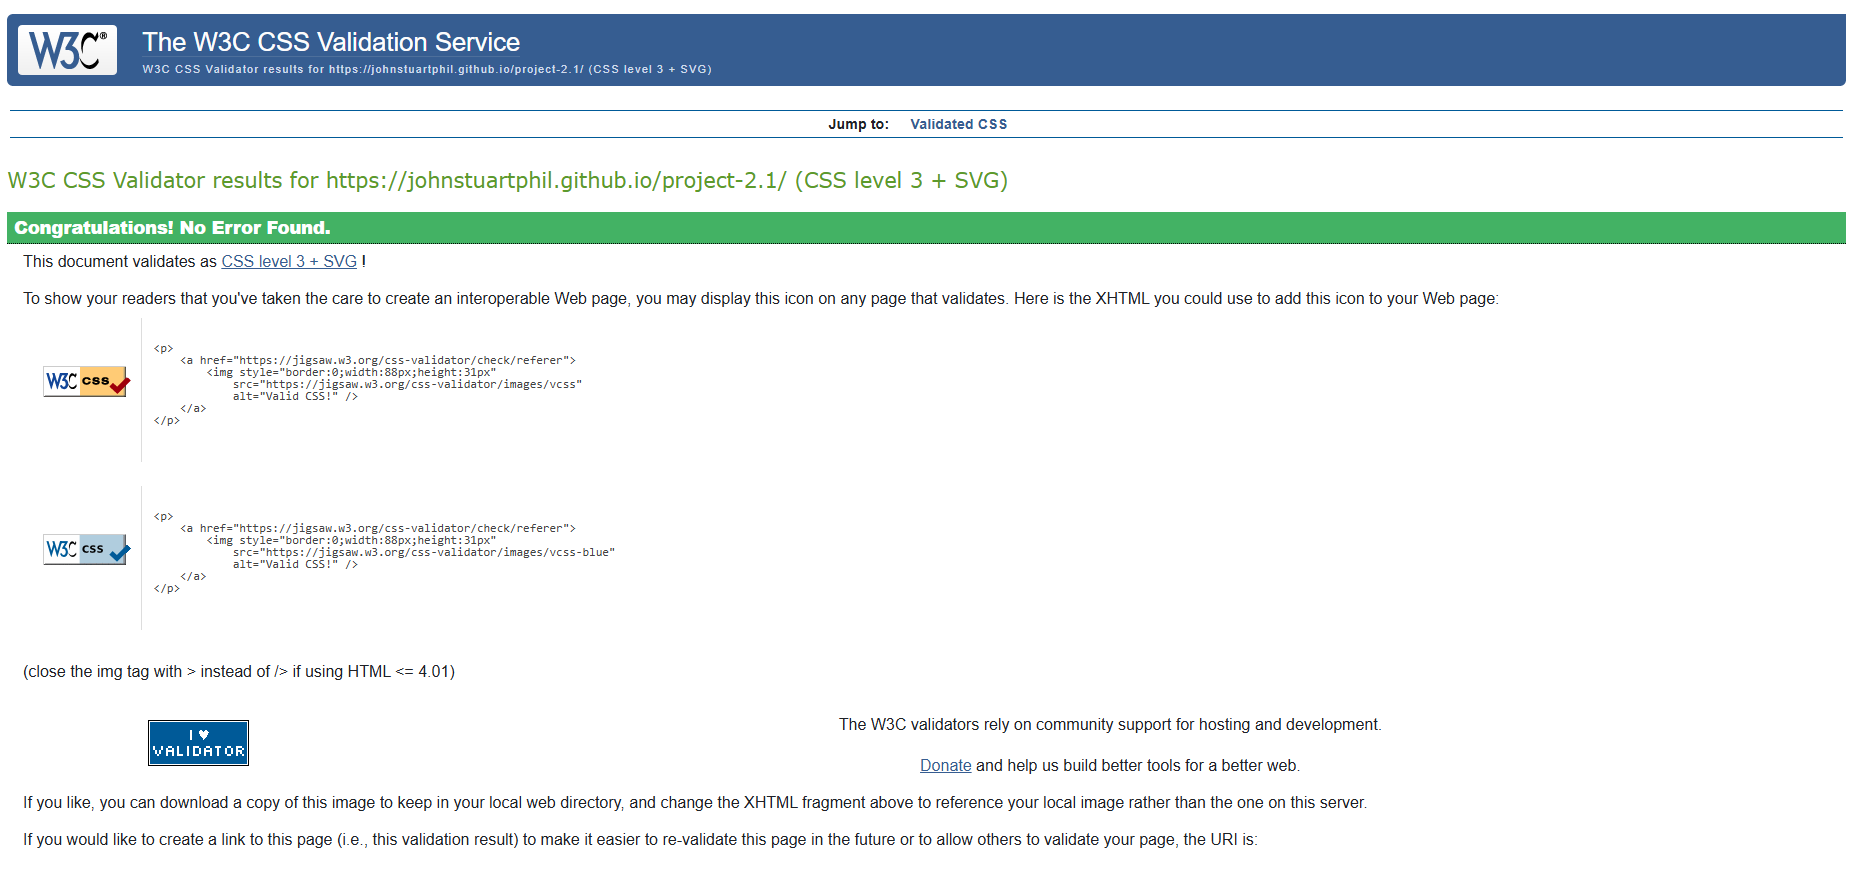 W3C®
The W3C CSS Validation Service
W3C CSS Validator results for https://johnstuartphil.github.io/project-2.1/ (CSS level 3 + SVG)
Jump to: Validated CSS
W3C CSS Validator results for https://johnstuartphil.github.io/project-2.1/ (CSS level 3 + SVG)
Congratulations! No Error Found.
This document validates as CSS level 3 + SVG !
To show your readers that you've taken the care to create an interoperable Web page, you may display this icon on any page that validates. Here is the XHTML you could use to add this icon to your Web page:
W3C css
<p>
    <a href="https://jigsaw.w3.org/css-validator/check/referer">
        <img style="border:0;width:88px;height:31px"
            src="https://jigsaw.w3.org/css-validator/images/vcss"
            alt="Valid CSS!" />
    </a>
</p>
W3C css
<p>
    <a href="https://jigsaw.w3.org/css-validator/check/referer">
        <img style="border:0;width:88px;height:31px"
            src="https://jigsaw.w3.org/css-validator/images/vcss-blue"
            alt="Valid CSS!" />
    </a>
</p>
(close the img tag with > instead of /> if using HTML <= 4.01)
I ♥
VALIDATOR
The W3C validators rely on community support for hosting and development.
Donate and help us build better tools for a better web.
If you like, you can download a copy of this image to keep in your local web directory, and change the XHTML fragment above to reference your local image rather than the one on this server.
If you would like to create a link to this page (i.e., this validation result) to make it easier to re-validate this page in the future or to allow others to validate your page, the URI is: